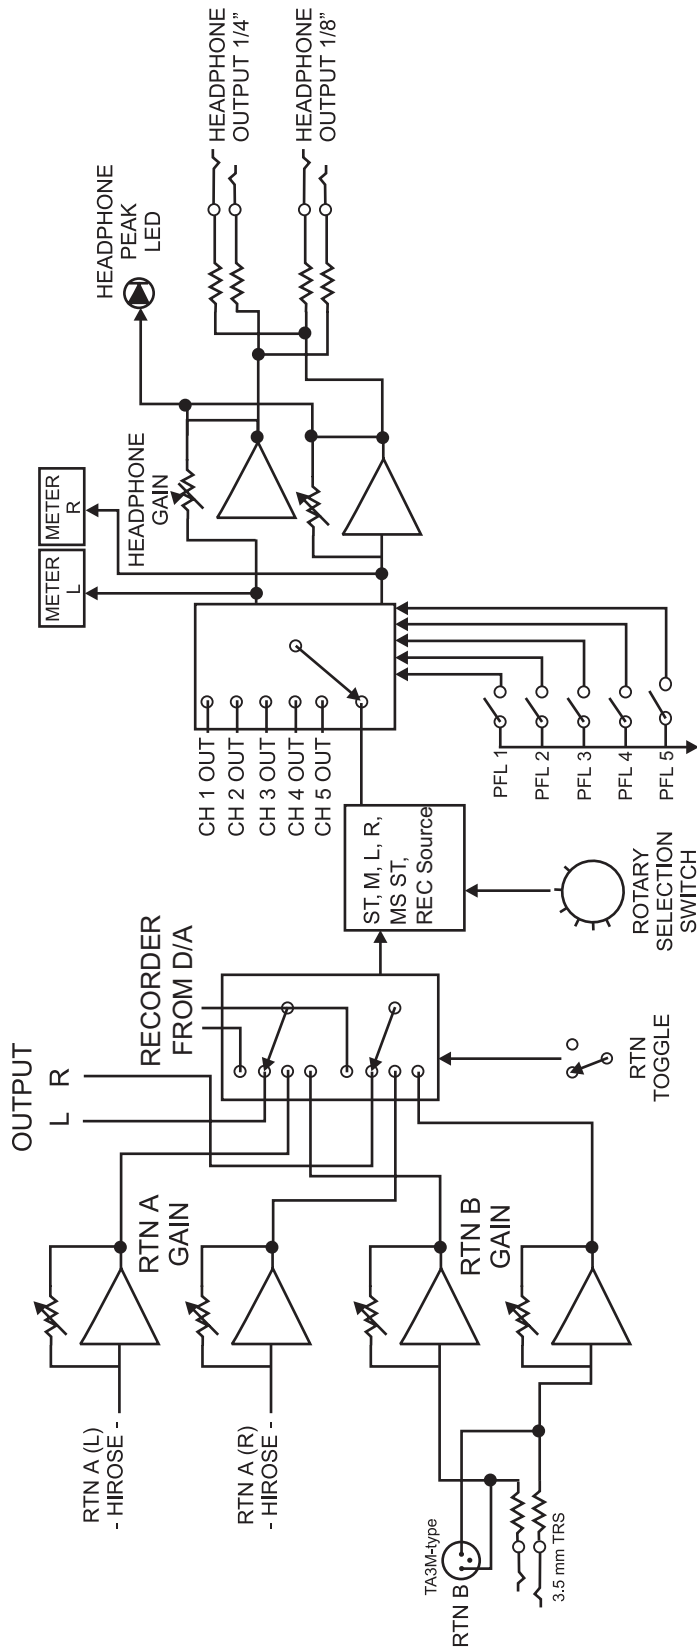 RTN A (L)
- HIROSE -
RTN A (R)
- HIROSE -
TA3M-type
RTN B
3.5 mm TRS
RTN A
GAIN
RTN B
GAIN
OUTPUT
L R
RECORDER
FROM D/A
RTN
TOGGLE
ST, M, L, R,
MS ST,
REC Source
ROTARY
SELECTION
SWITCH
CH 1 OUT
CH 2 OUT
CH 3 OUT
CH 4 OUT
CH 5 OUT
PFL 1
PFL 2
PFL 3
PFL 4
PFL 5
METER
L
METER
R
HEADPHONE
GAIN
HEADPHONE
PEAK
LED
HEADPHONE
OUTPUT 1/4”
HEADPHONE
OUTPUT 1/8”